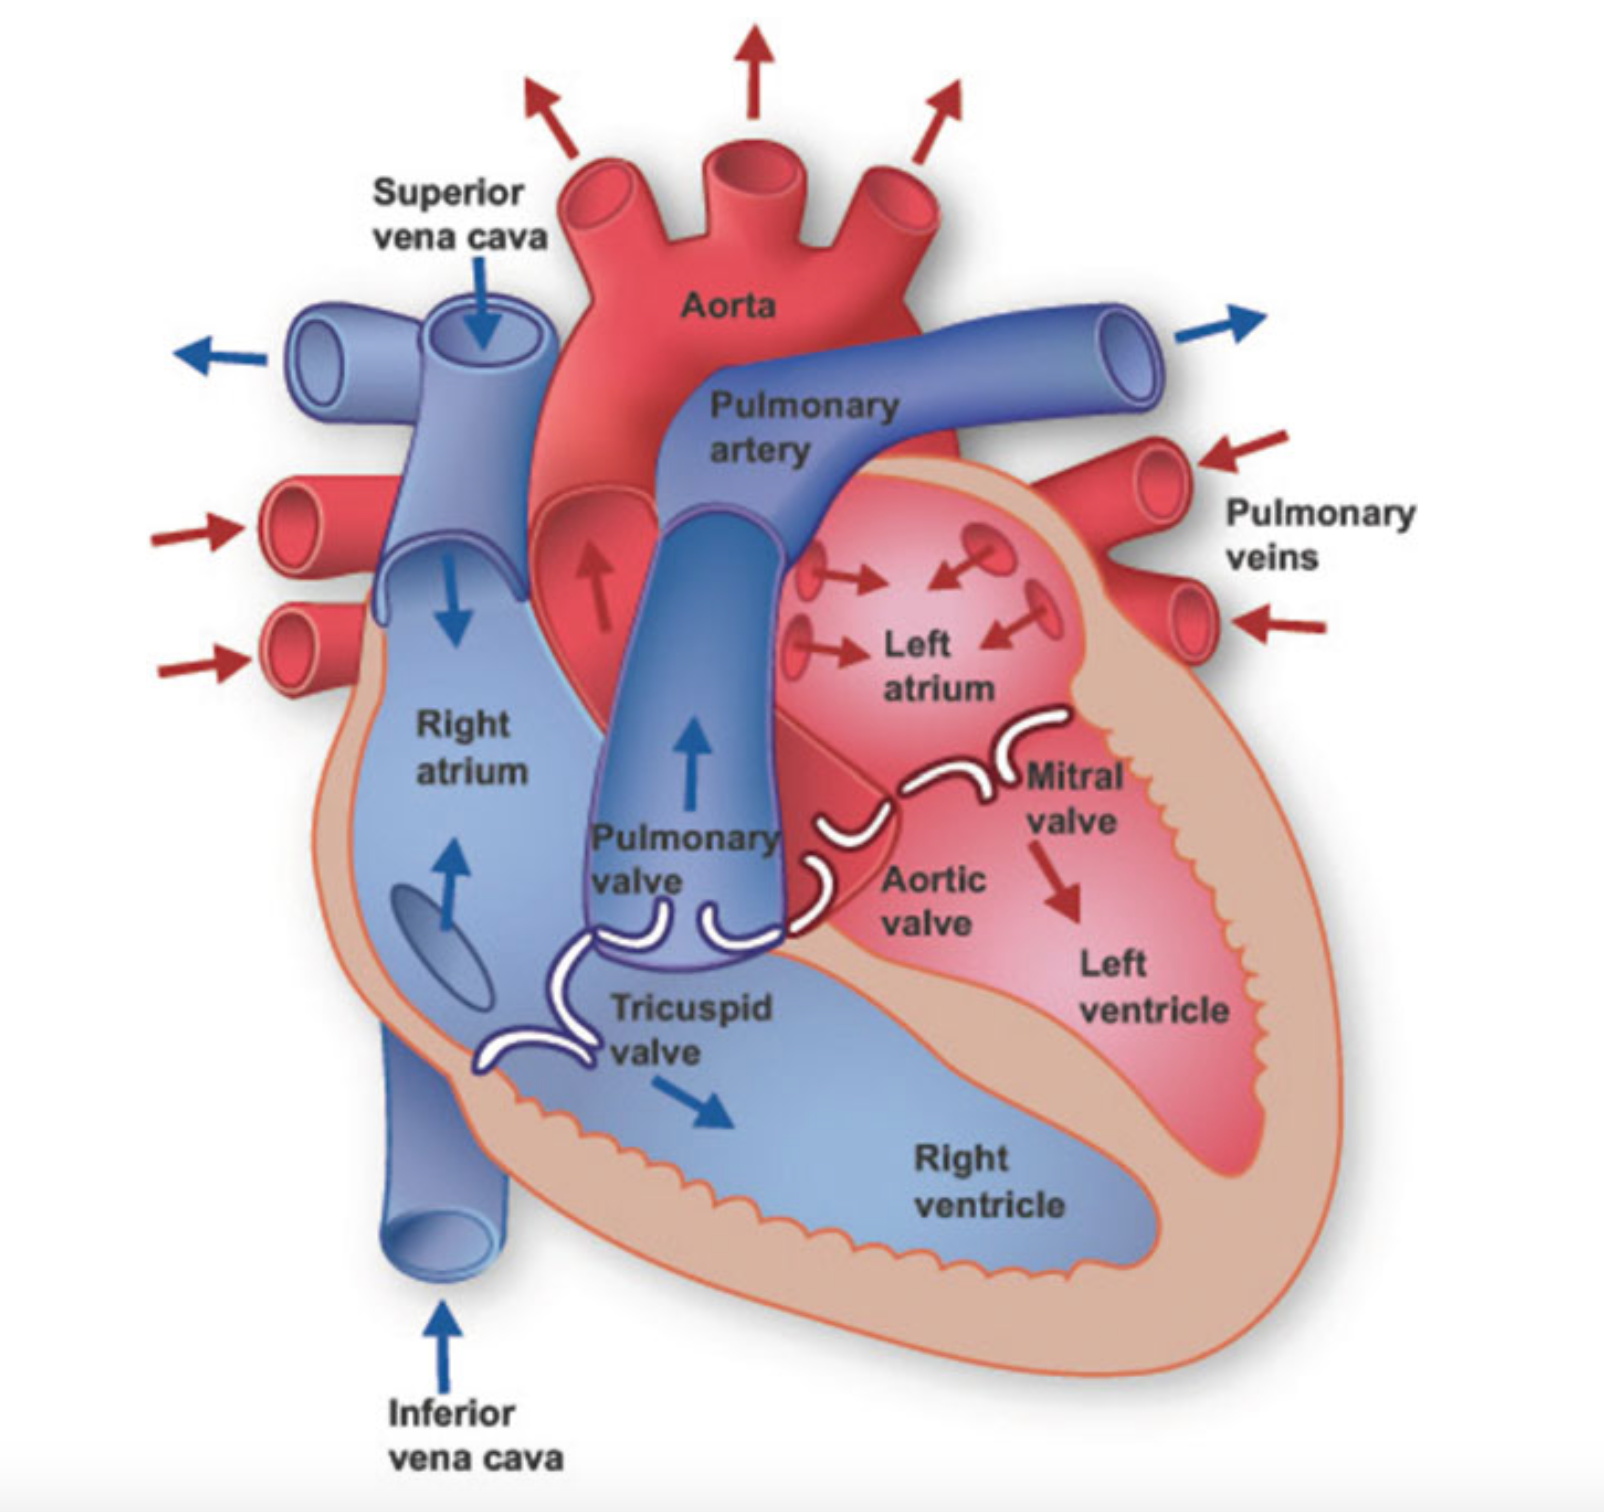 Superior
vena cava
Aorta
Pulmonary
artery
Pulmonary
veins
Left
atrium
Right
atrium
Mitral
valve
Pulmonary
valve
Aortic
valve
Left
ventricle
Tricuspid
valve
Right
ventricle
Inferior
vena cava